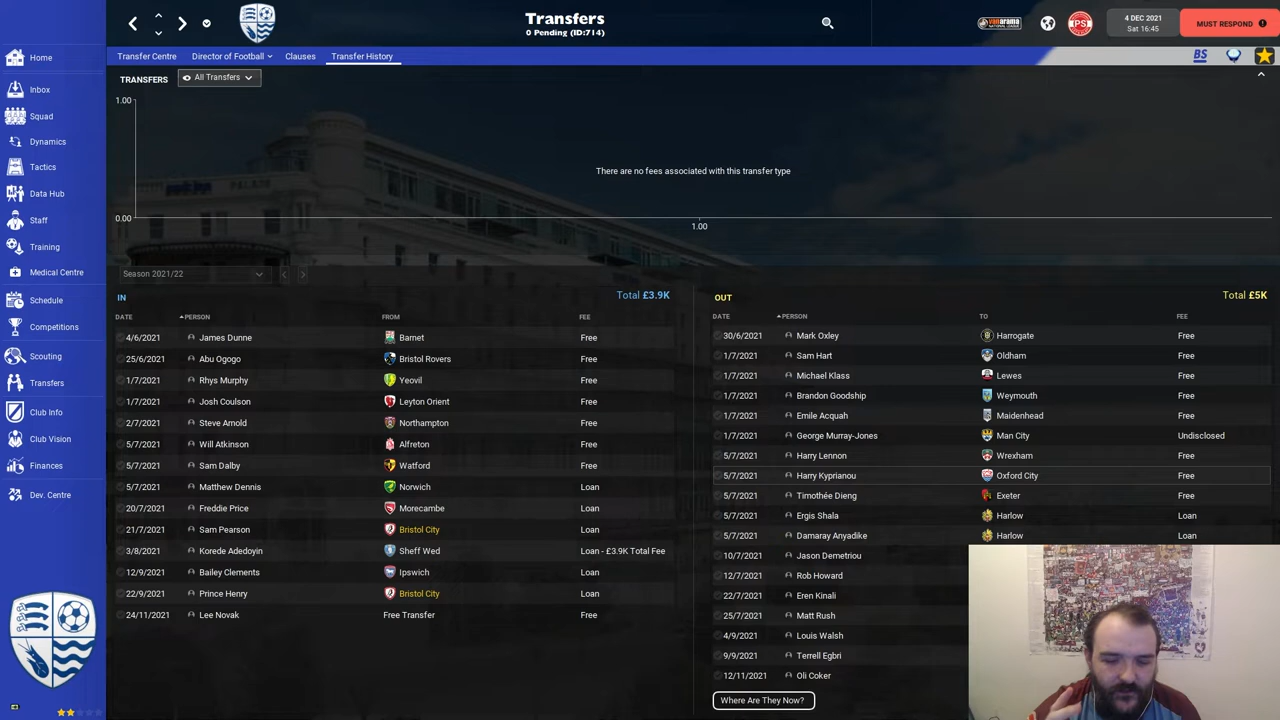 Transfers
0 Pending (ID:714)
vanarama
NATIONAL LEAGUE
PS
4 DEC 2021
Sat 16:45
MUST RESPOND
Transfer Centre Director of Football Clauses Transfer History
BS
Home
Inbox
Squad
Dynamics
Tactics
Data Hub
Staff
Training
Medical Centre
Schedule
Competitions
Scouting
Transfers
Club Info
Club Vision
Finances
Dev. Centre
TRANSFERS All Transfers
1.00
There are no fees associated with this transfer type
0.00
1.00
Season 2021/22
IN Total £3.9K
DATE PERSON FROM FEE
4/6/2021 James Dunne Barnet Free
25/6/2021 Abu Ogogo Bristol Rovers Free
1/7/2021 Rhys Murphy Yeovil Free
1/7/2021 Josh Coulson Leyton Orient Free
2/7/2021 Steve Arnold Northampton Free
5/7/2021 Will Atkinson Alfreton Free
5/7/2021 Sam Dalby Watford Free
5/7/2021 Matthew Dennis Norwich Loan
20/7/2021 Freddie Price Morecambe Loan
21/7/2021 Sam Pearson Bristol City Loan
3/8/2021 Korede Adedoyin Sheff Wed Loan - £3.9K Total Fee
12/9/2021 Bailey Clements Ipswich Loan
22/9/2021 Prince Henry Bristol City Loan
24/11/2021 Lee Novak Free Transfer Free
OUT Total £5K
DATE PERSON TO FEE
30/6/2021 Mark Oxley Harrogate Free
1/7/2021 Sam Hart Oldham Free
1/7/2021 Michael Klass Lewes Free
1/7/2021 Brandon Goodship Weymouth Free
1/7/2021 Emile Acquah Maidenhead Free
1/7/2021 George Murray-Jones Man City Undisclosed
5/7/2021 Harry Lennon Wrexham Free
5/7/2021 Harry Kyprianou Oxford City Free
5/7/2021 Timothée Dieng Exeter Free
5/7/2021 Ergis Shala Harlow Loan
5/7/2021 Damaray Anyadike Harlow Loan
10/7/2021 Jason Demetriou
12/7/2021 Rob Howard
22/7/2021 Eren Kinali
25/7/2021 Matt Rush
4/9/2021 Louis Walsh
9/9/2021 Terrell Egbri
12/11/2021 Oli Coker
Where Are They Now?